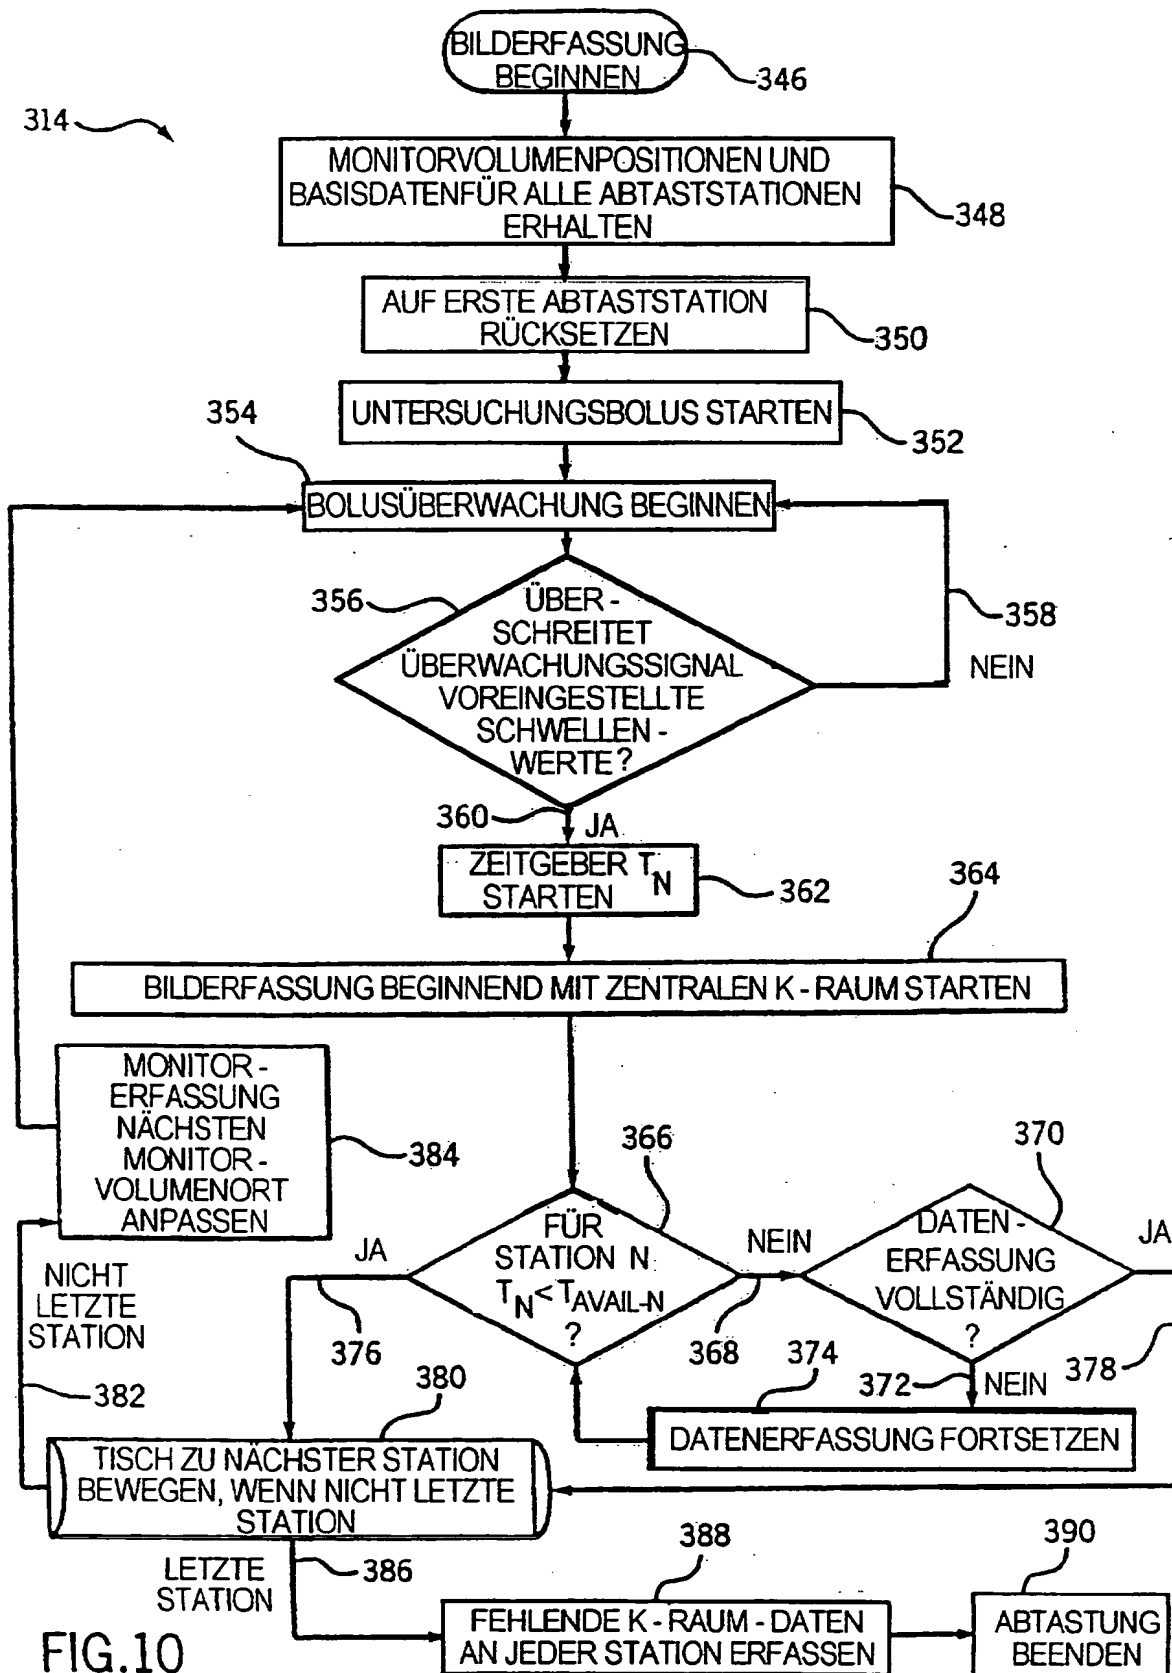 BILDERFASSUNG
BEGINNEN
346
314
MONITORVOLUMENPOSITIONEN UND
BASISDATENFÜR ALLE ABTASTSTATIONEN
ERHALTEN
348
AUF ERSTE ABTASTSTATION
RÜCKSETZEN
350
UNTERSUCHUNGSBOLUS STARTEN
352
354
BOLUSÜBERWACHUNG BEGINNEN
356
ÜBER-
SCHREITET
ÜBERWACHUNGSSIGNAL
VOREINGESTELLTE
SCHWELLEN-
WERTE?
358
NEIN
360
JA
ZEITGEBER TN
STARTEN
362
364
BILDERFASSUNG BEGINNEND MIT ZENTRALEN K-RAUM STARTEN
MONITOR-
ERFASSUNG
NÄCHSTEN
MONITOR-
VOLUMENORT
ANPASSEN
384
366
FÜR
STATION N
TN < TAVAIL-N
?
JA
376
NEIN
368
370
DATEN-
ERFASSUNG
VOLLSTÄNDIG
?
JA
378
372
NEIN
374
DATENERFASSUNG FORTSETZEN
NICHT
LETZTE
STATION
382
380
TISCH ZU NÄCHSTER STATION
BEWEGEN, WENN NICHT LETZTE
STATION
LETZTE
STATION
386
388
FEHLENDE K-RAUM-DATEN
AN JEDER STATION ERFASSEN
390
ABTASTUNG
BEENDEN
FIG.10